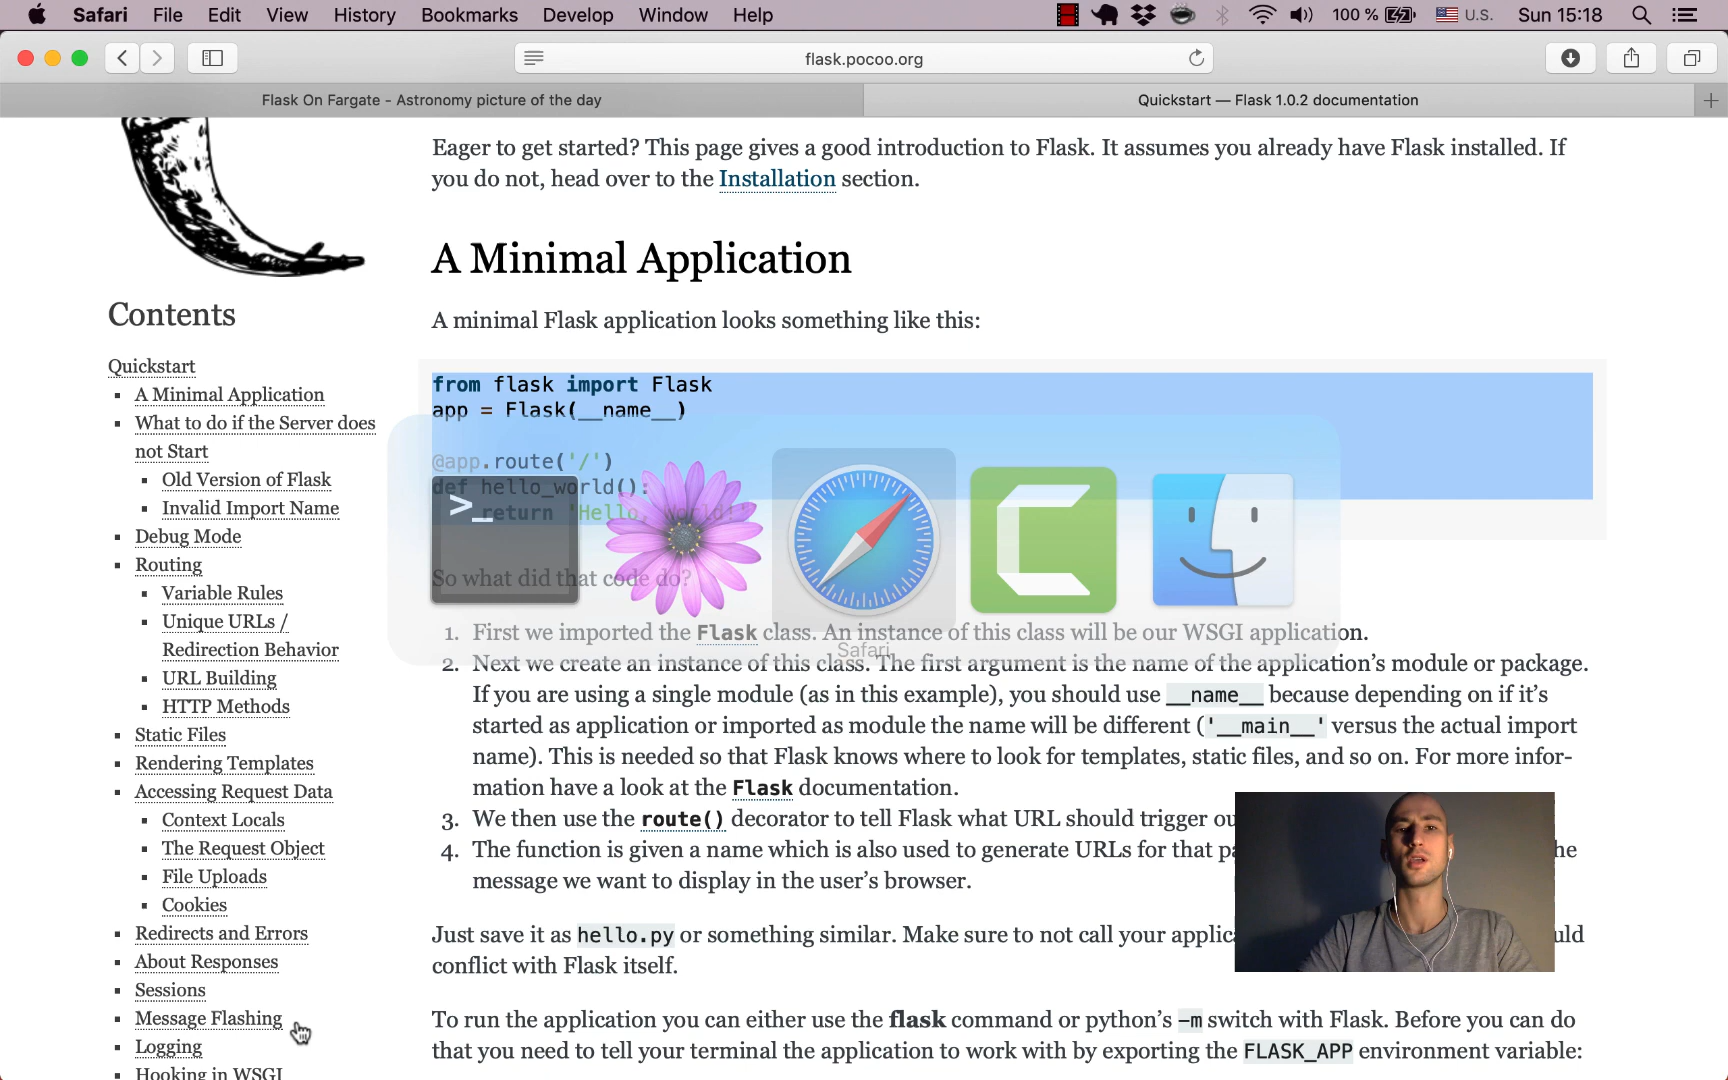 Safari File Edit View History Bookmarks Develop Window Help 100 % U.S. Sun 15:18
flask.pocoo.org
Flask On Fargate - Astronomy picture of the day
Quickstart — Flask 1.0.2 documentation
Contents
Quickstart
A Minimal Application
What to do if the Server does
not Start
Old Version of Flask
Invalid Import Name
Debug Mode
Routing
Variable Rules
Unique URLs /
Redirection Behavior
URL Building
HTTP Methods
Static Files
Rendering Templates
Accessing Request Data
Context Locals
The Request Object
File Uploads
Cookies
Redirects and Errors
About Responses
Sessions
Message Flashing
Logging
Hooking in WSGI
Eager to get started? This page gives a good introduction to Flask. It assumes you already have Flask installed. If
you do not, head over to the Installation section.
A Minimal Application
A minimal Flask application looks something like this:
from flask import Flask
app = Flask(__name__)
@app.route('/')
def hello_world():
return 'Hello, World!'
>_
Safari
So what did that code do?
1. First we imported the Flask class. An instance of this class will be our WSGI application.
2. Next we create an instance of this class. The first argument is the name of the application’s module or package.
If you are using a single module (as in this example), you should use __name__ because depending on if it’s
started as application or imported as module the name will be different ('__main__' versus the actual import
name). This is needed so that Flask knows where to look for templates, static files, and so on. For more infor-
mation have a look at the Flask documentation.
3. We then use the route() decorator to tell Flask what URL should trigger
4. The function is given a name which is also used to generate URLs for that
message we want to display in the user’s browser.
Just save it as hello.py or something similar. Make sure to not call your
conflict with Flask itself.
To run the application you can either use the flask command or python’s -m switch with Flask. Before you can do
that you need to tell your terminal the application to work with by exporting the FLASK_APP environment variable: